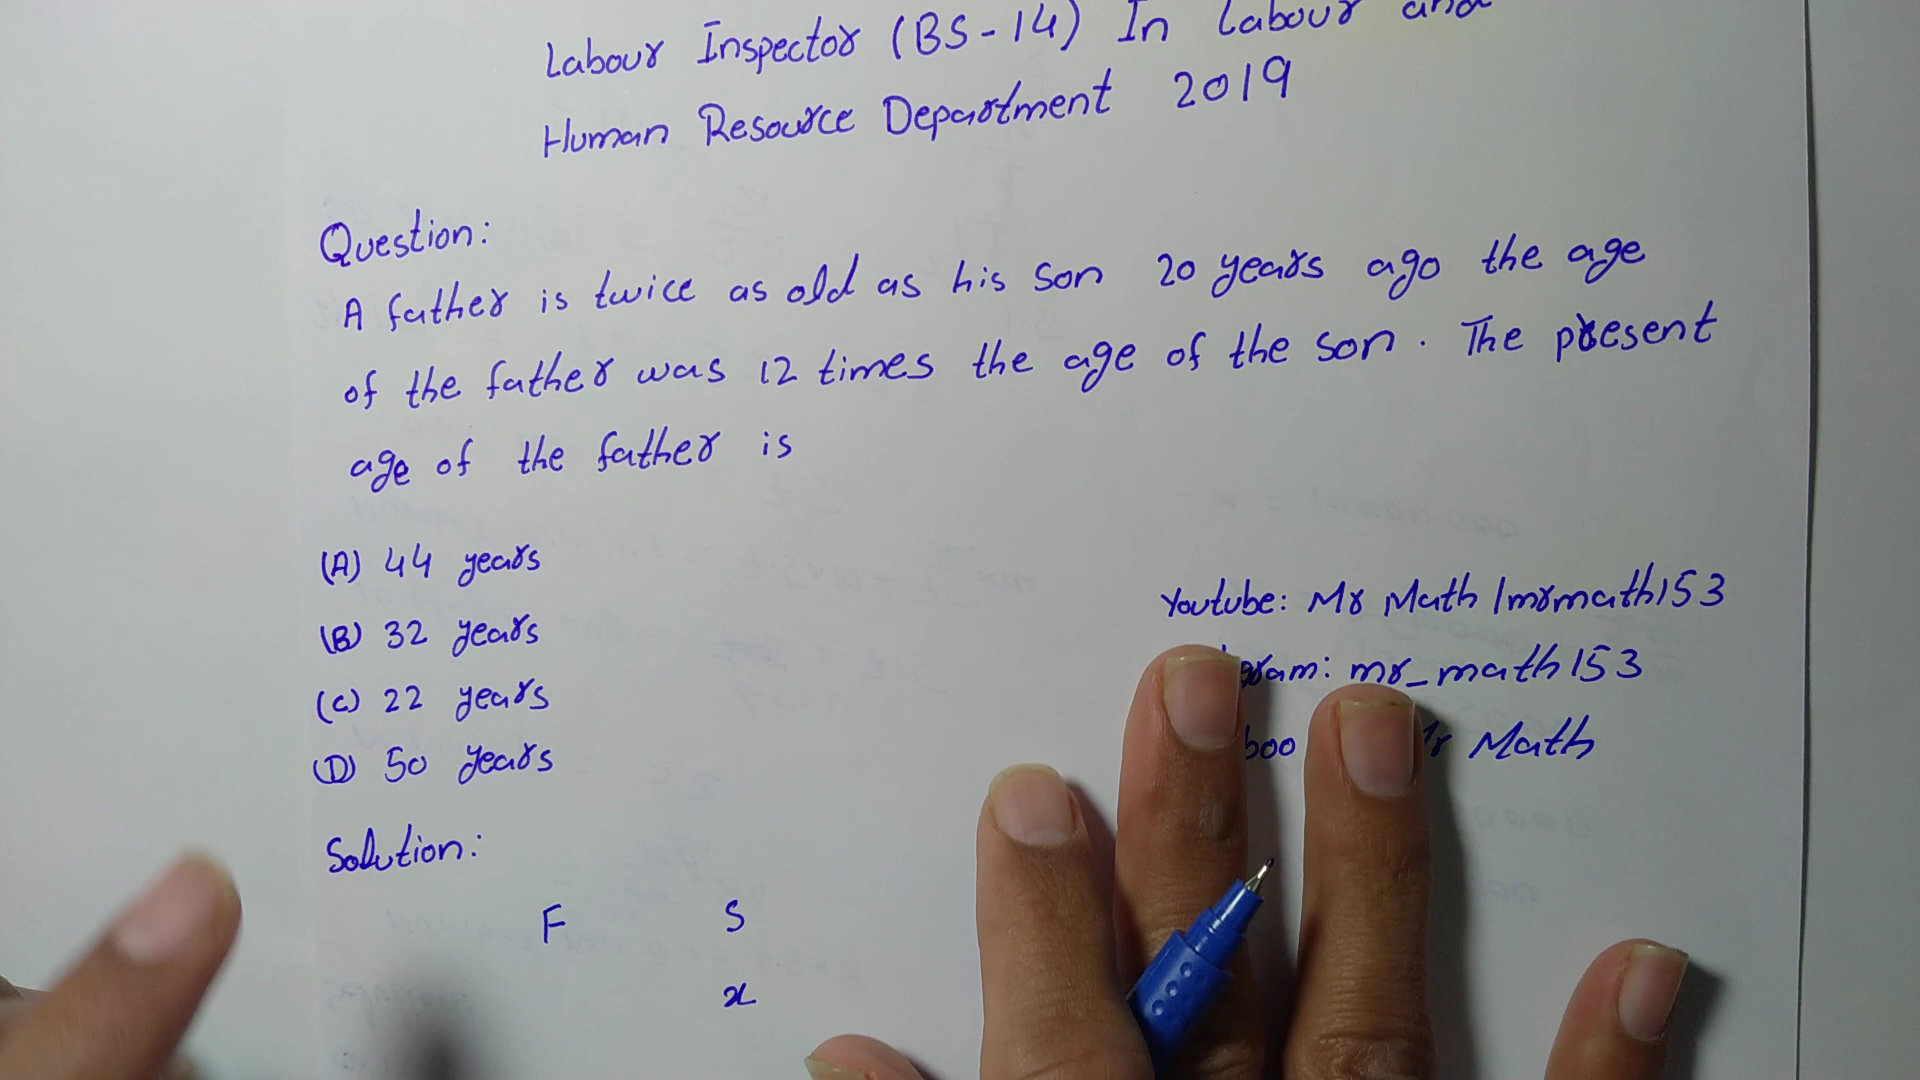 Labour Inspector (BS-14) In Labour and
Human Resource Department 2019
Question:
A father is twice as old as his son 20 years ago the age
of the father was 12 times the age of the son. The present
age of the father is
(A) 44 years
(B) 32 years
(C) 22 years
(D) 50 years
Youtube: Mr Math / mrmath153
mr_math153
Math
Solution:
F S
x